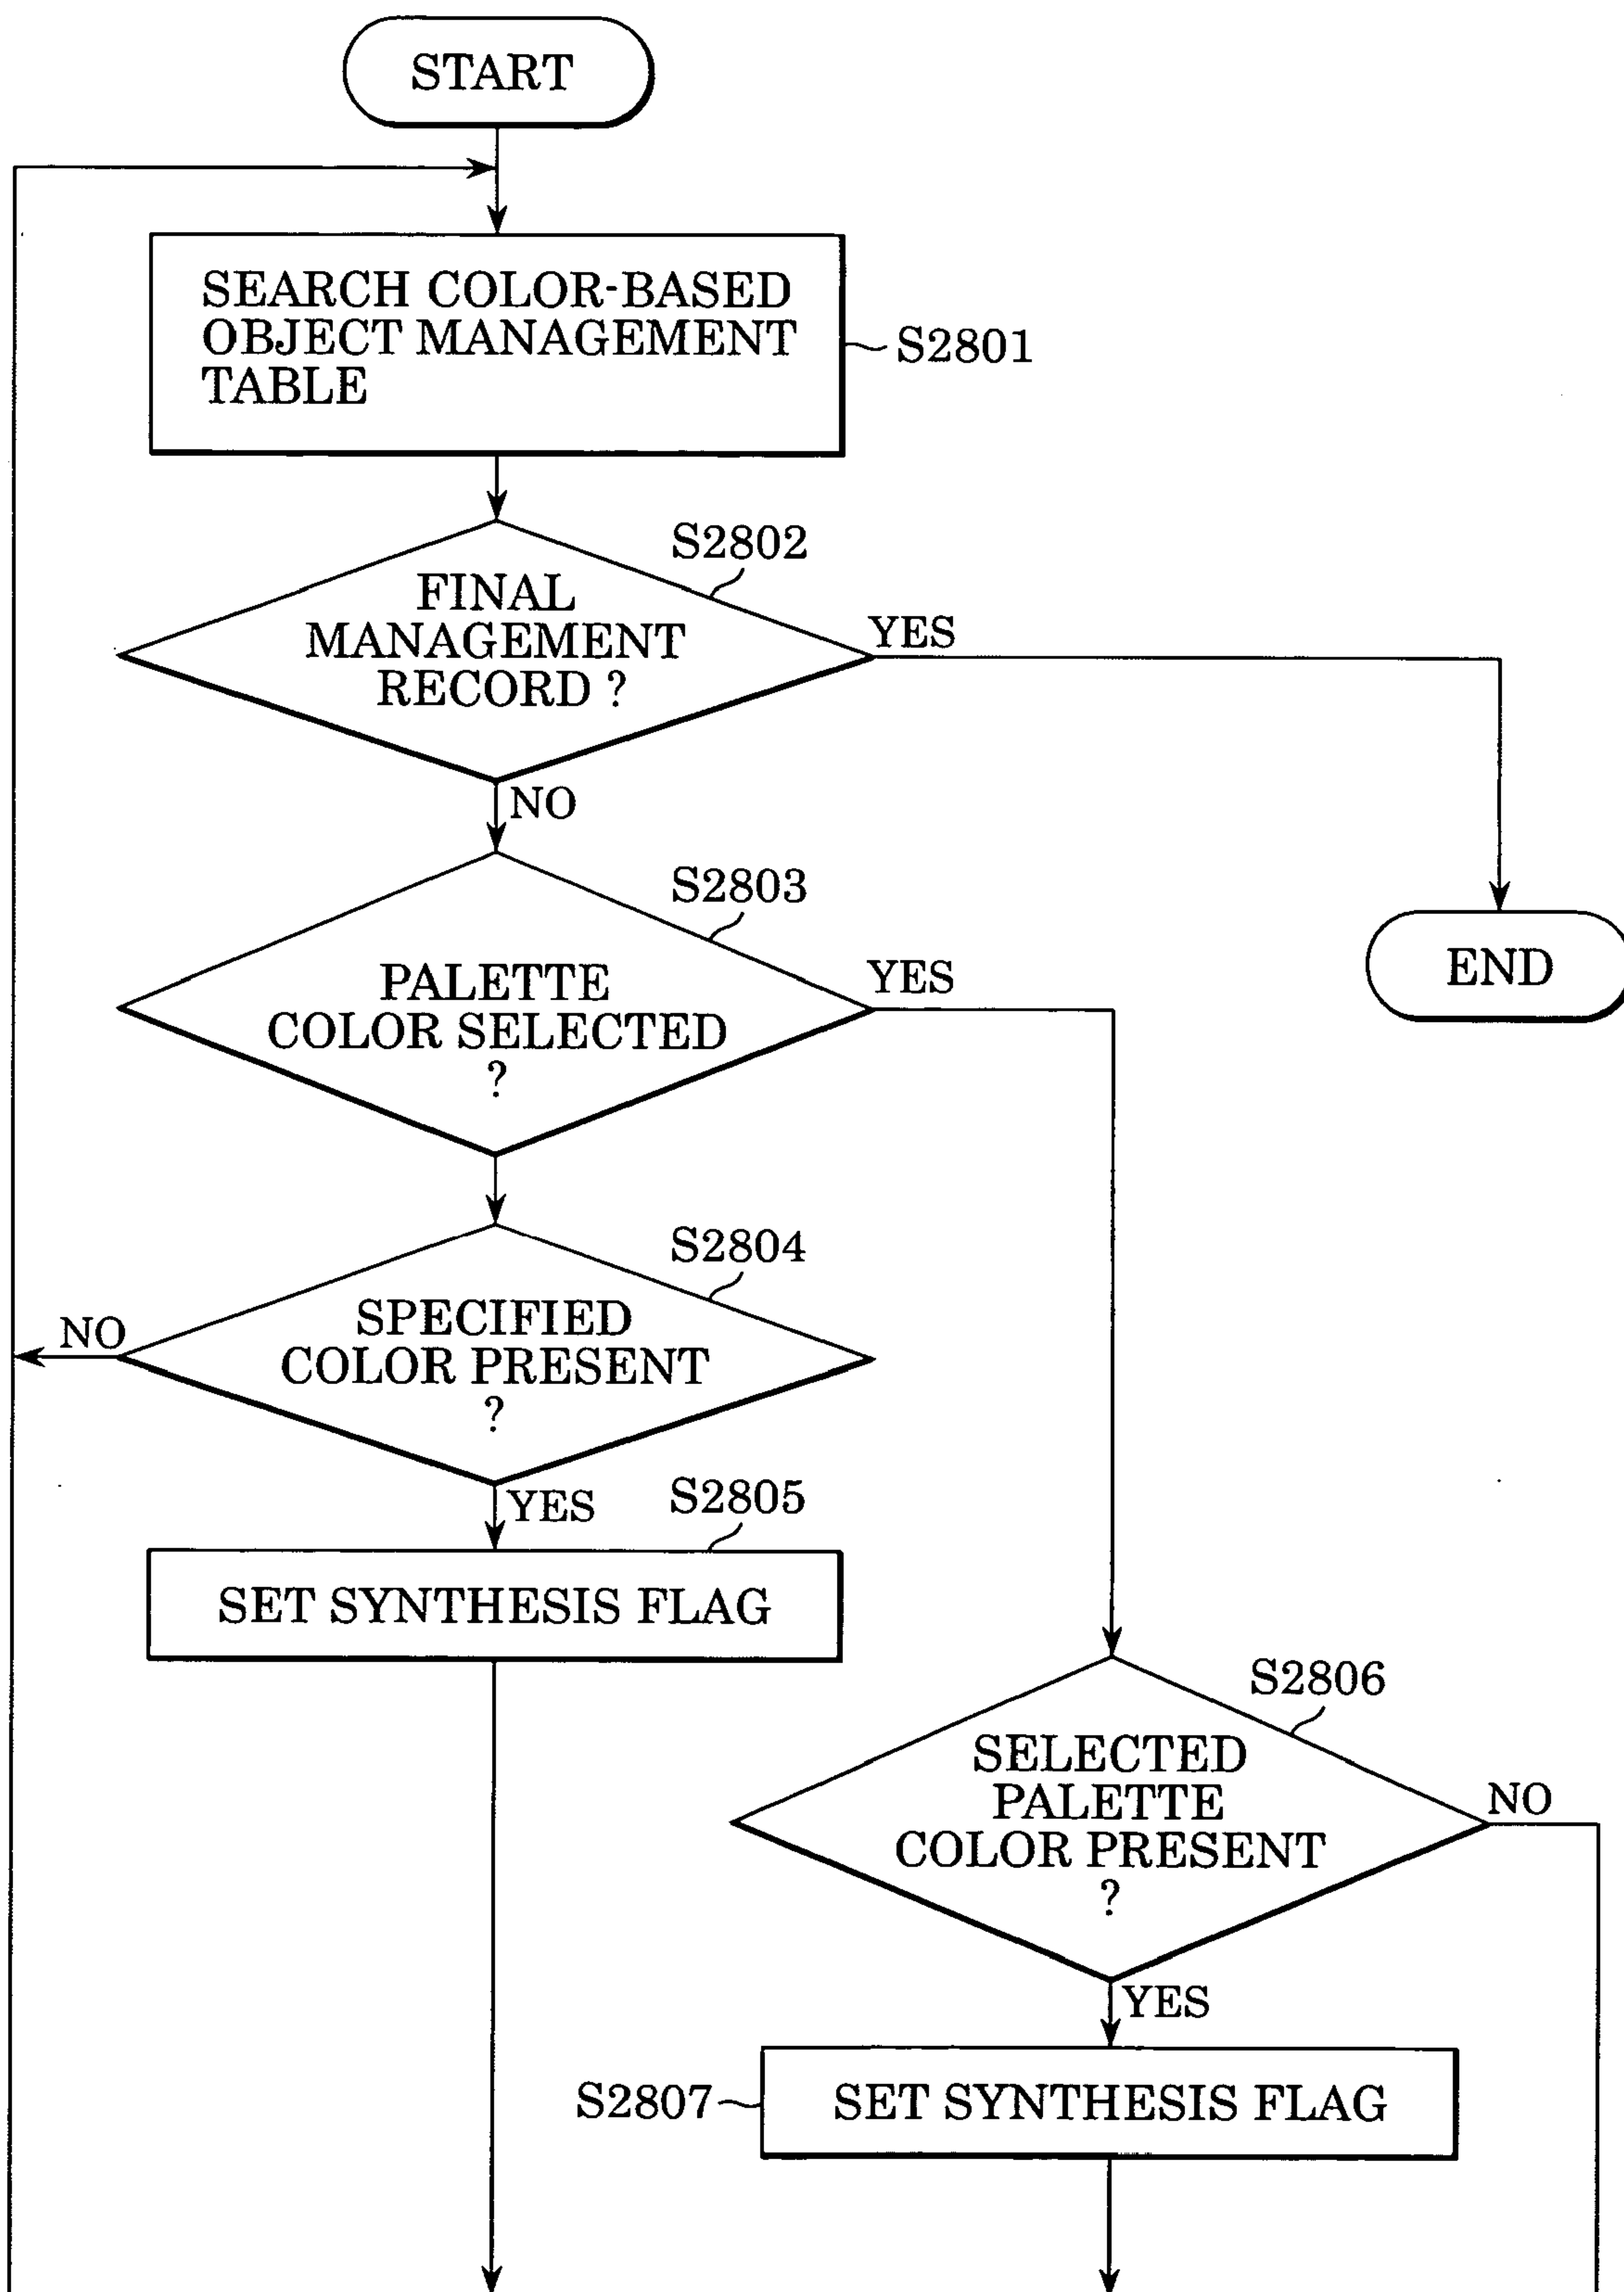 START
SEARCH COLOR-BASED
OBJECT MANAGEMENT
TABLE
S2801
S2802
FINAL
MANAGEMENT
RECORD ?
YES
NO
S2803
PALETTE
COLOR SELECTED
?
YES
END
S2804
SPECIFIED
COLOR PRESENT
?
NO
YES
S2805
SET SYNTHESIS FLAG
S2806
SELECTED
PALETTE
COLOR PRESENT
?
NO
YES
S2807
SET SYNTHESIS FLAG